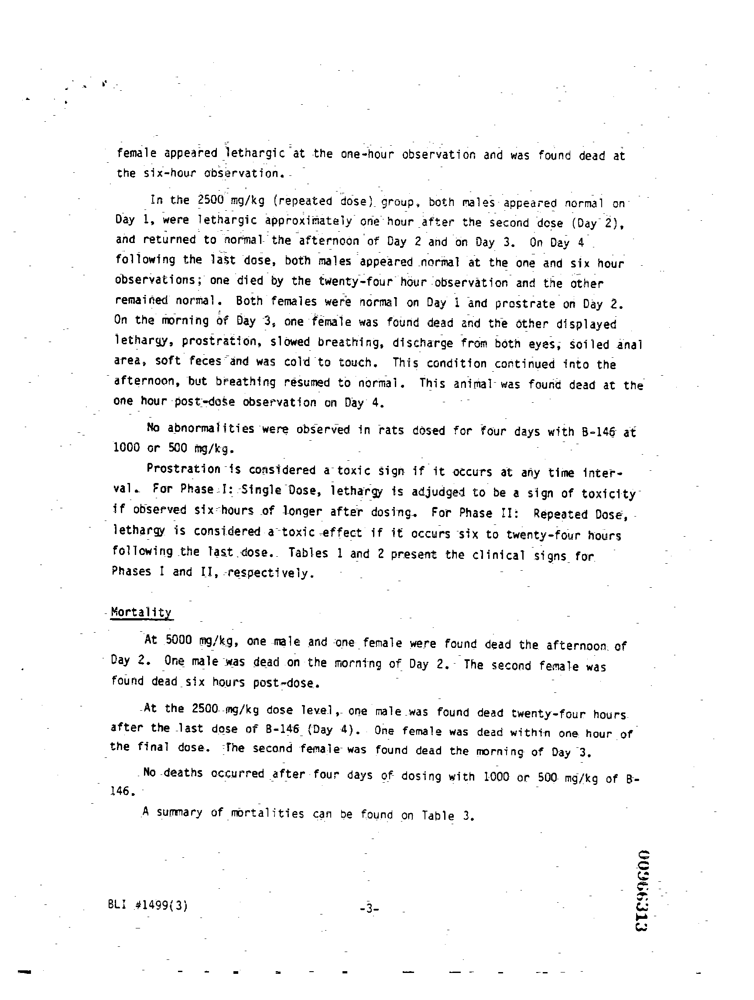 female appeared lethargic at the one-hour observation and was found dead at
the six-hour observation.
In the 2500 mg/kg (repeated dose) group, both males appeared normal on
Day 1, were lethargic approximately one hour after the second dose (Day 2),
and returned to normal the afternoon of Day 2 and on Day 3. On Day 4
following the last dose, both males appeared normal at the one and six hour
observations; one died by the twenty-four hour observation and the other
remained normal. Both females were normal on Day 1 and prostrate on Day 2.
On the morning of Day 3, one female was found dead and the other displayed
lethargy, prostration, slowed breathing, discharge from both eyes, soiled anal
area, soft feces and was cold to touch. This condition continued into the
afternoon, but breathing resumed to normal. This animal was found dead at the
one hour post-dose observation on Day 4.
No abnormalities were observed in rats dosed for four days with B-146 at
1000 or 500 mg/kg.
Prostration is considered a toxic sign if it occurs at any time inter-
val. For Phase I: Single Dose, lethargy is adjudged to be a sign of toxicity
if observed six hours of longer after dosing. For Phase II: Repeated Dose,
lethargy is considered a toxic effect if it occurs six to twenty-four hours
following the last dose. Tables 1 and 2 present the clinical signs for
Phases I and II, respectively.
Mortality
At 5000 mg/kg, one male and one female were found dead the afternoon of
Day 2. One male was dead on the morning of Day 2. The second female was
found dead six hours post-dose.
At the 2500 mg/kg dose level, one male was found dead twenty-four hours
after the last dose of B-146 (Day 4). One female was dead within one hour of
the final dose. The second female was found dead the morning of Day 3.
No deaths occurred after four days of dosing with 1000 or 500 mg/kg of B-
146.
A summary of mortalities can be found on Table 3.
BLI #1499(3)
-3-
00966313